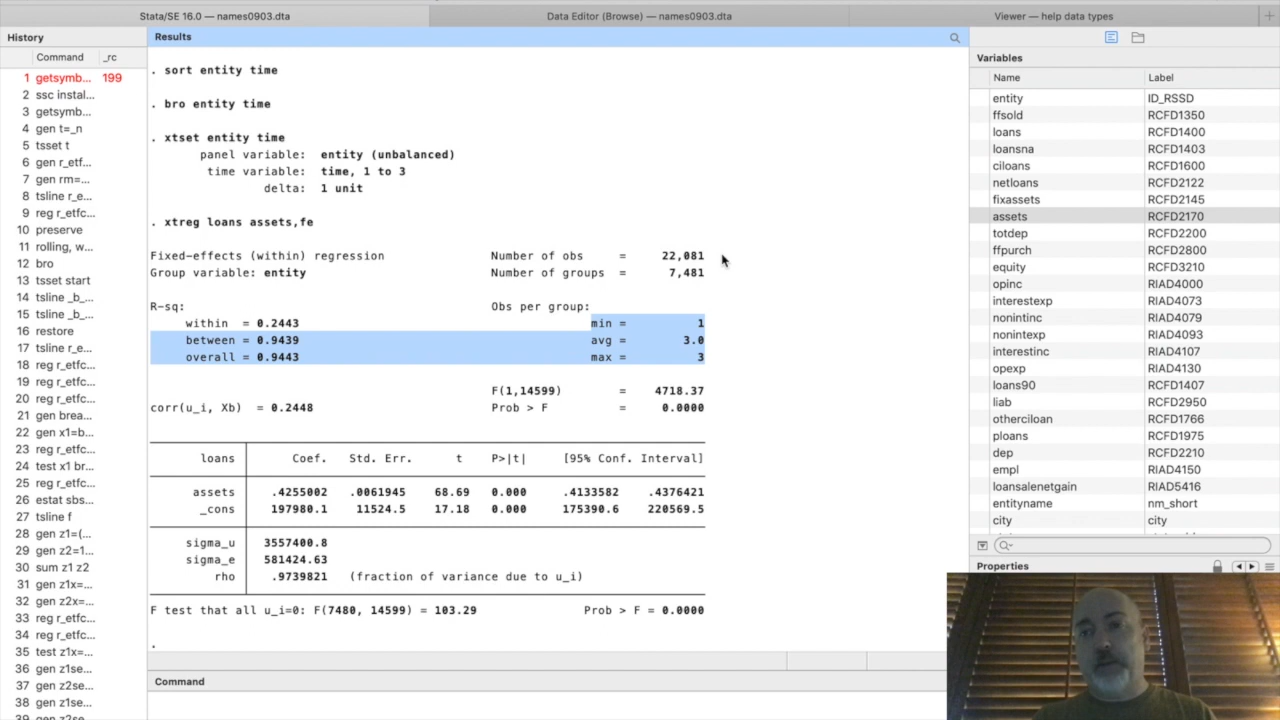 Stata/SE 16.0 — names0903.dta
Data Editor (Browse) — names0903.dta
Viewer — help data types
History
Command _rc
1 getsymb... 199
2 ssc instal...
3 getsymb...
4 gen t=_n
5 tsset t
6 gen r_etf...
7 gen rm=...
8 tsline r_e...
9 reg r_etfc...
10 preserve
11 rolling, w...
12 bro
13 tsset start
14 tsline _b_...
15 tsline _b_...
16 restore
17 tsline r_e...
18 reg r_etfc...
19 reg r_etfc...
20 reg r_etfc...
21 gen brea...
22 gen x1=b...
23 reg r_etfc...
24 test x1 br...
25 reg r_etfc...
26 estat sbs...
27 tsline f
28 gen z1=(...
29 gen z2=1...
30 sum z1 z2
31 gen z1x=...
32 gen z2x=...
33 reg r_etfc...
34 reg r_etfc...
35 test z1x=...
36 gen z1se...
37 gen z2se...
38 gen z1se...
39 gen z2se...
Results
. sort entity time
. bro entity time
. xtset entity time
panel variable: entity (unbalanced)
time variable: time, 1 to 3
delta: 1 unit
. xtreg loans assets,fe
Fixed-effects (within) regression Number of obs = 22,081
Group variable: entity Number of groups = 7,481
R-sq: Obs per group:
within = 0.2443 min = 1
between = 0.9439 avg = 3.0
overall = 0.9443 max = 3
F(1,14599) = 4718.37
corr(u_i, Xb) = 0.2448 Prob > F = 0.0000
loans Coef. Std. Err. t P>|t| [95% Conf. Interval]
assets .4255002 .0061945 68.69 0.000 .4133582 .4376421
_cons 197980.1 11524.5 17.18 0.000 175390.6 220569.5
sigma_u 3557400.8
sigma_e 581424.63
rho .9739821 (fraction of variance due to u_i)
F test that all u_i=0: F(7480, 14599) = 103.29 Prob > F = 0.0000
.
Command
Variables
Name Label
entity ID_RSSD
ffsold RCFD1350
loans RCFD1400
loansna RCFD1403
ciloans RCFD1600
netloans RCFD2122
fixassets RCFD2145
assets RCFD2170
totdep RCFD2200
ffpurch RCFD2800
equity RCFD3210
opinc RIAD4000
interestexp RIAD4073
nonintinc RIAD4079
nonintexp RIAD4093
interestinc RIAD4107
opexp RIAD4130
loans90 RCFD1407
liab RCFD2950
otherciloan RCFD1766
ploans RCFD1975
dep RCFD2210
empl RIAD4150
loansalenetgain RIAD5416
entityname nm_short
city city
Properties